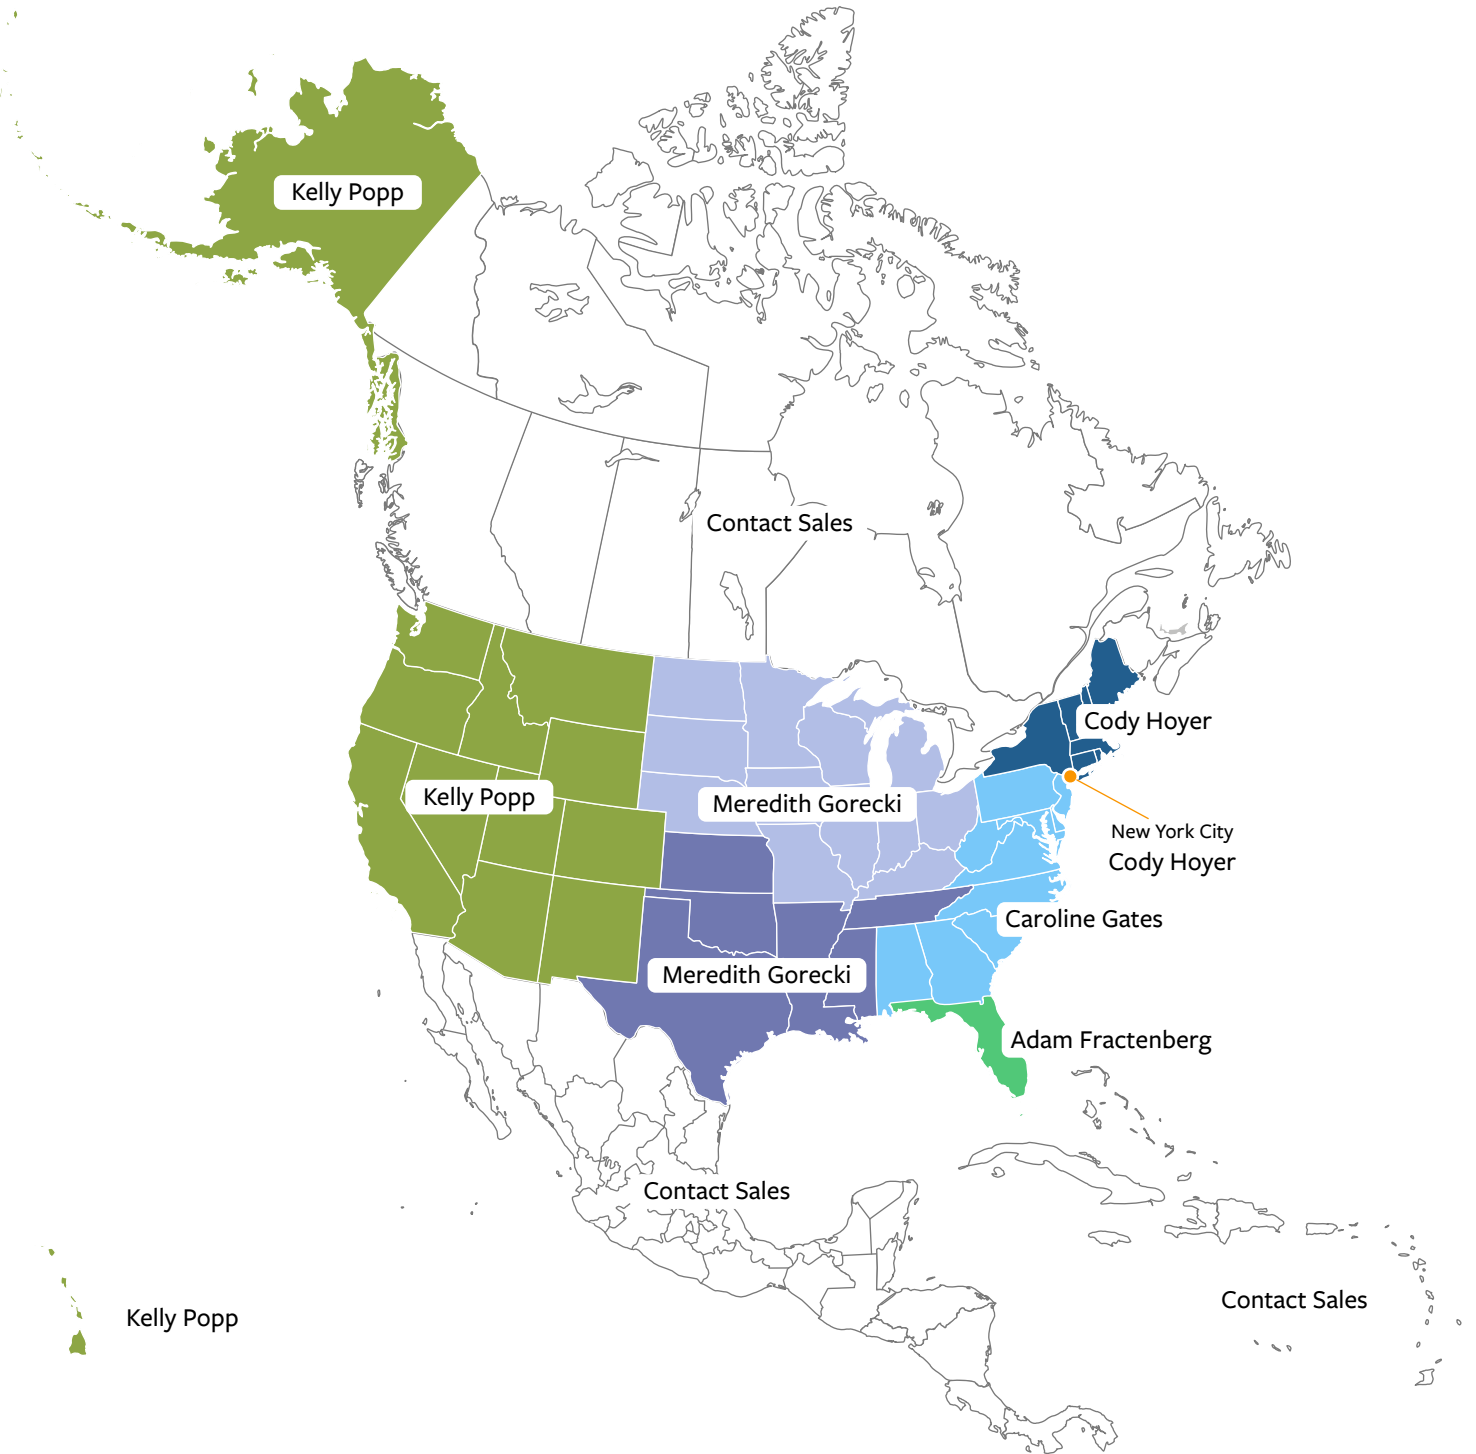 Kelly Popp
Contact Sales
Cody Hoyer
Kelly Popp
Meredith Gorecki
New York City
Cody Hoyer
Caroline Gates
Meredith Gorecki
Adam Fractenberg
Contact Sales
Contact Sales
Kelly Popp